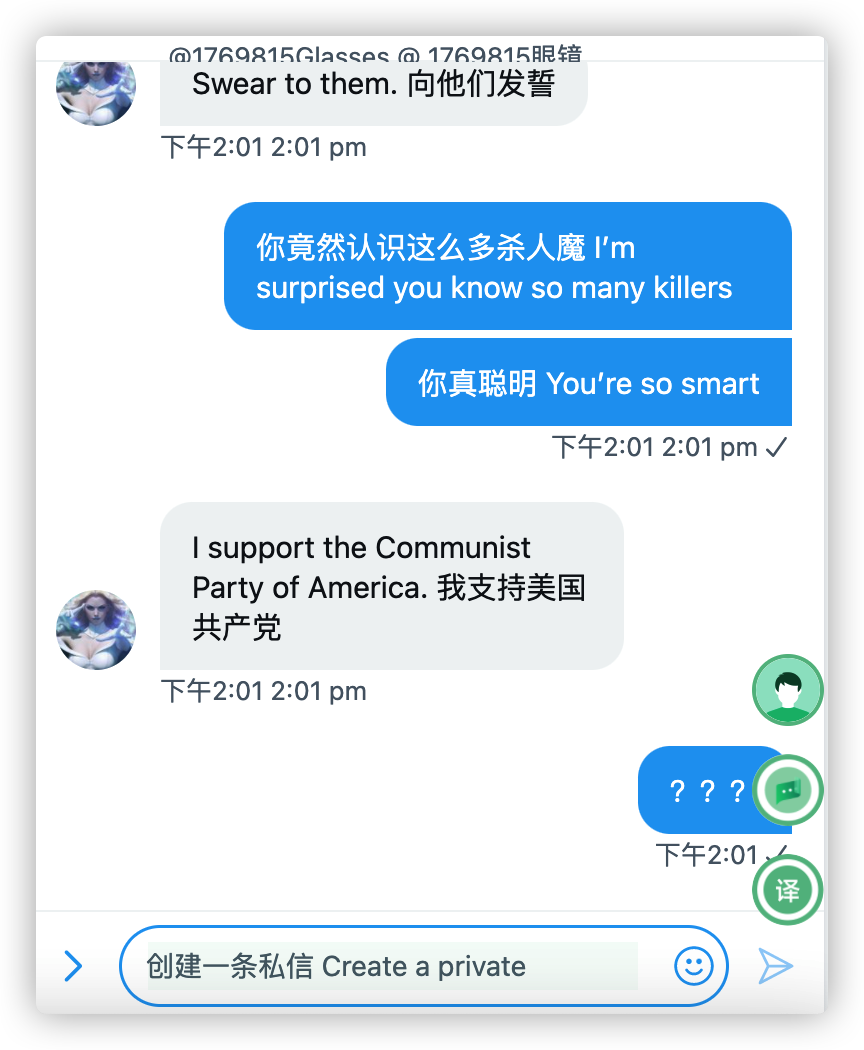 @1769815Glasses @ 1769815眼镜
Swear to them. 向他们发誓
下午2:01 2:01 pm
你竟然认识这么多杀人魔 I’m
surprised you know so many killers
你真聪明 You’re so smart
下午2:01 2:01 pm
I support the Communist
Party of America. 我支持美国
共产党
下午2:01 2:01 pm
？？？
下午2:01
译
创建一条私信 Create a private